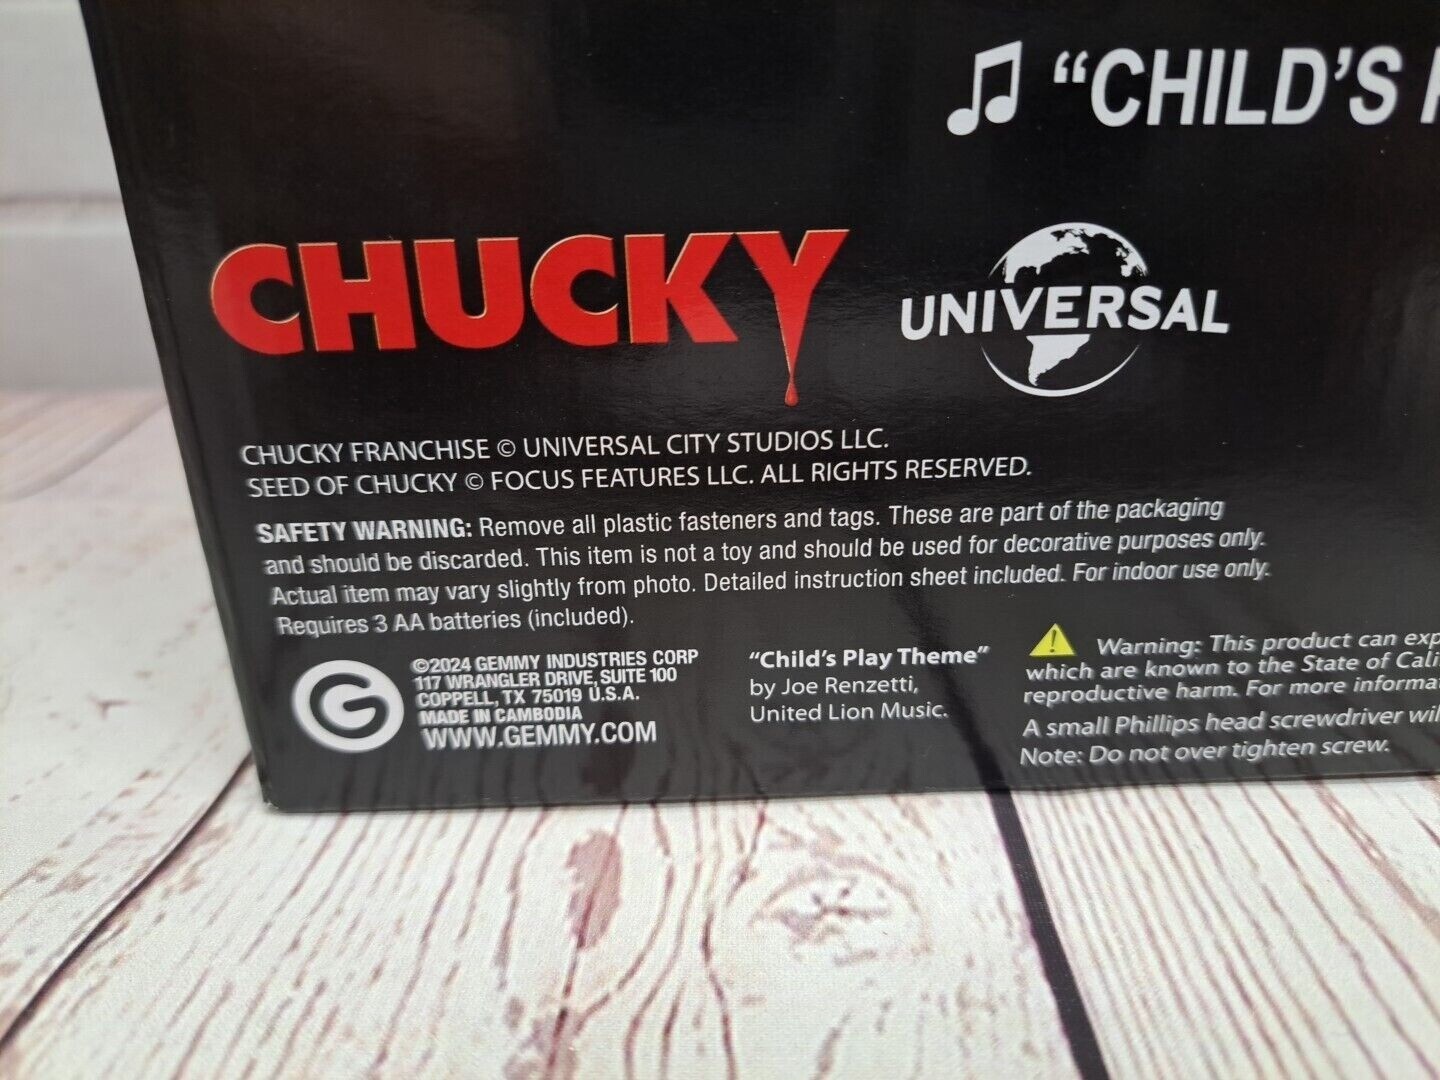 ♫ "CHILD'S
CHUCKY
UNIVERSAL
CHUCKY FRANCHISE © UNIVERSAL CITY STUDIOS LLC.
SEED OF CHUCKY © FOCUS FEATURES LLC. ALL RIGHTS RESERVED.
SAFETY WARNING: Remove all plastic fasteners and tags. These are part of the packaging
and should be discarded. This item is not a toy and should be used for decorative purposes only.
Actual item may vary slightly from photo. Detailed instruction sheet included. For indoor use only.
Requires 3 AA batteries (included).
G
©2024 GEMMY INDUSTRIES CORP
117 WRANGLER DRIVE, SUITE 100
COPPELL, TX 75019 U.S.A.
MADE IN CAMBODIA
WWW.GEMMY.COM
"Child's Play Theme"
by Joe Renzetti,
United Lion Music.
Warning: This product can exp
which are known to the State of Cali
reproductive harm. For more informa
A small Phillips head screwdriver wil
Note: Do not over tighten screw.